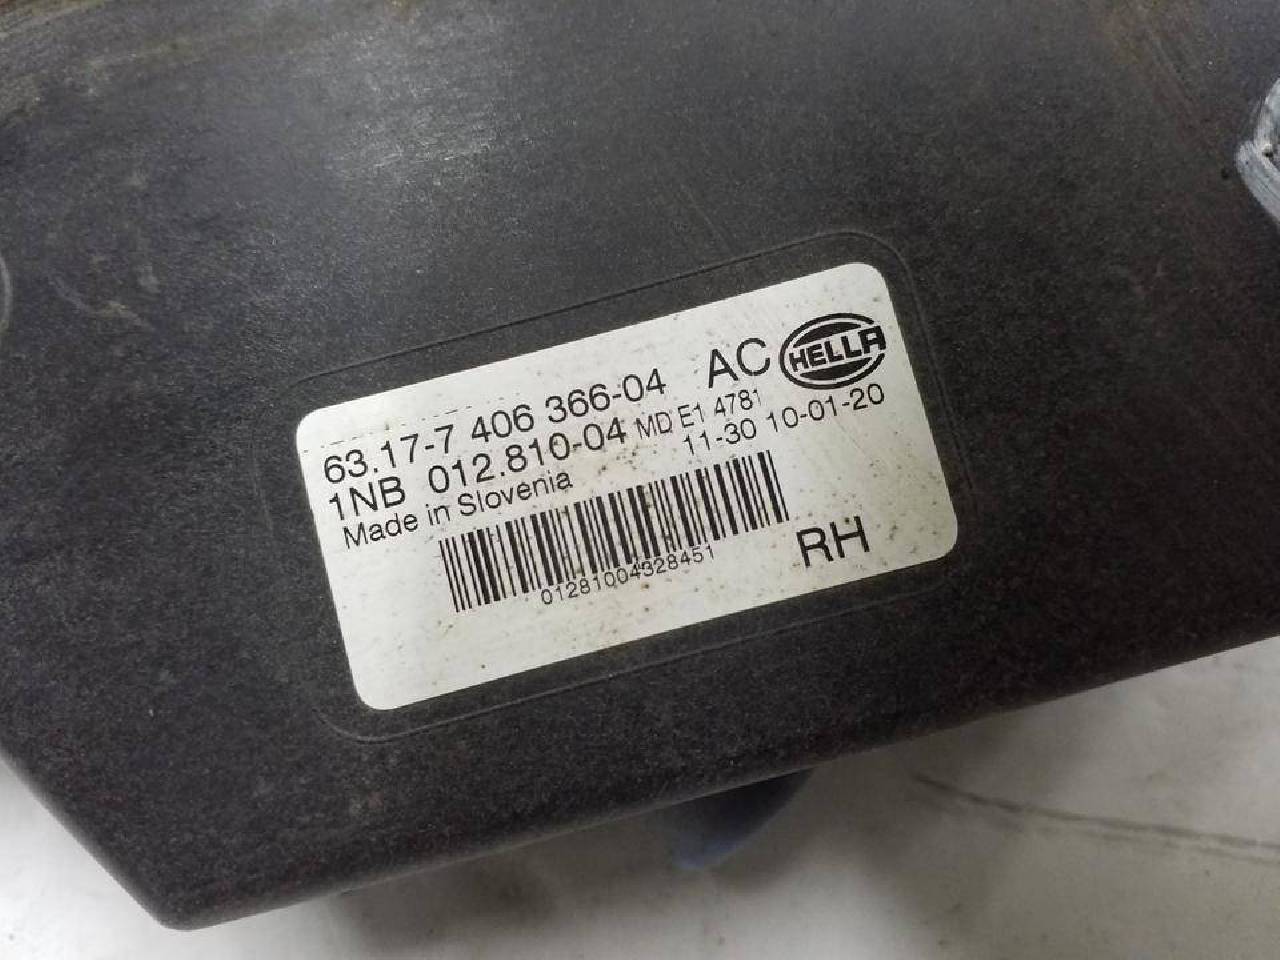 63.17-7 406 366-04 AC HELLA
1NB 012.810-04 MD E1 4781
Made in Slovenia 11-30 10-01-20
01281004328451
RH